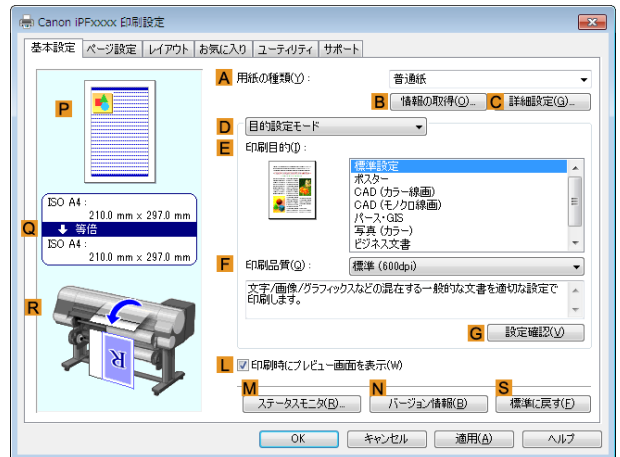 Canon iPFxxxx 印刷設定
基本設定 ページ設定 レイアウト お気に入り ユーティリティ サポート
A 用紙の種類(Y): 普通紙
B 情報の取得(O)... C 詳細設定(G)...
P
D 目的設定モード
E 印刷目的(I):
標準設定
ポスター
CAD (カラー線画)
CAD (モノクロ線画)
パース・GIS
写真 (カラー)
ビジネス文書
ISO A4 :
210.0 mm × 297.0 mm
Q 等倍
ISO A4 :
210.0 mm × 297.0 mm
F 印刷品質(Q): 標準 (600dpi)
文字/画像/グラフィックスなどの混在する一般的な文書を適切な設定で
印刷します。
R
R
G 設定確認(V)
L 印刷時にプレビュー画面を表示(W)
M N S
ステータスモニタ(R)... バージョン情報(B) 標準に戻す(F)
OK キャンセル 適用(A) ヘルプ